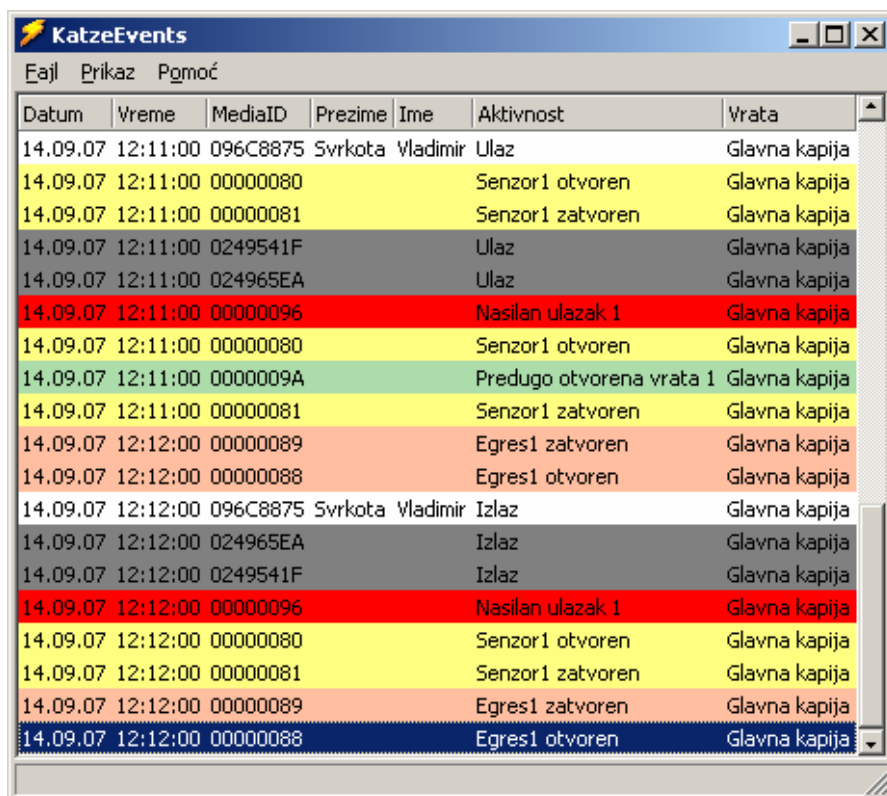 KatzeEvents
Fajl Prikaz Pomoć
Datum Vreme MediaID Prezime Ime Aktivnost Vrata
14.09.07 12:11:00 096C8875 Svrkota Vladimir Ulaz Glavna kapija
14.09.07 12:11:00 00000080 Senzor1 otvoren Glavna kapija
14.09.07 12:11:00 00000081 Senzor1 zatvoren Glavna kapija
14.09.07 12:11:00 0249541F Ulaz Glavna kapija
14.09.07 12:11:00 024965EA Ulaz Glavna kapija
14.09.07 12:11:00 00000096 Nasilan ulazak 1 Glavna kapija
14.09.07 12:11:00 00000080 Senzor1 otvoren Glavna kapija
14.09.07 12:11:00 0000009A Predugo otvorena vrata 1 Glavna kapija
14.09.07 12:11:00 00000081 Senzor1 zatvoren Glavna kapija
14.09.07 12:12:00 00000089 Egres1 zatvoren Glavna kapija
14.09.07 12:12:00 00000088 Egres1 otvoren Glavna kapija
14.09.07 12:12:00 096C8875 Svrkota Vladimir Izlaz Glavna kapija
14.09.07 12:12:00 024965EA Izlaz Glavna kapija
14.09.07 12:12:00 0249541F Izlaz Glavna kapija
14.09.07 12:12:00 00000096 Nasilan ulazak 1 Glavna kapija
14.09.07 12:12:00 00000080 Senzor1 otvoren Glavna kapija
14.09.07 12:12:00 00000081 Senzor1 zatvoren Glavna kapija
14.09.07 12:12:00 00000089 Egres1 zatvoren Glavna kapija
14.09.07 12:12:00 00000088 Egres1 otvoren Glavna kapija